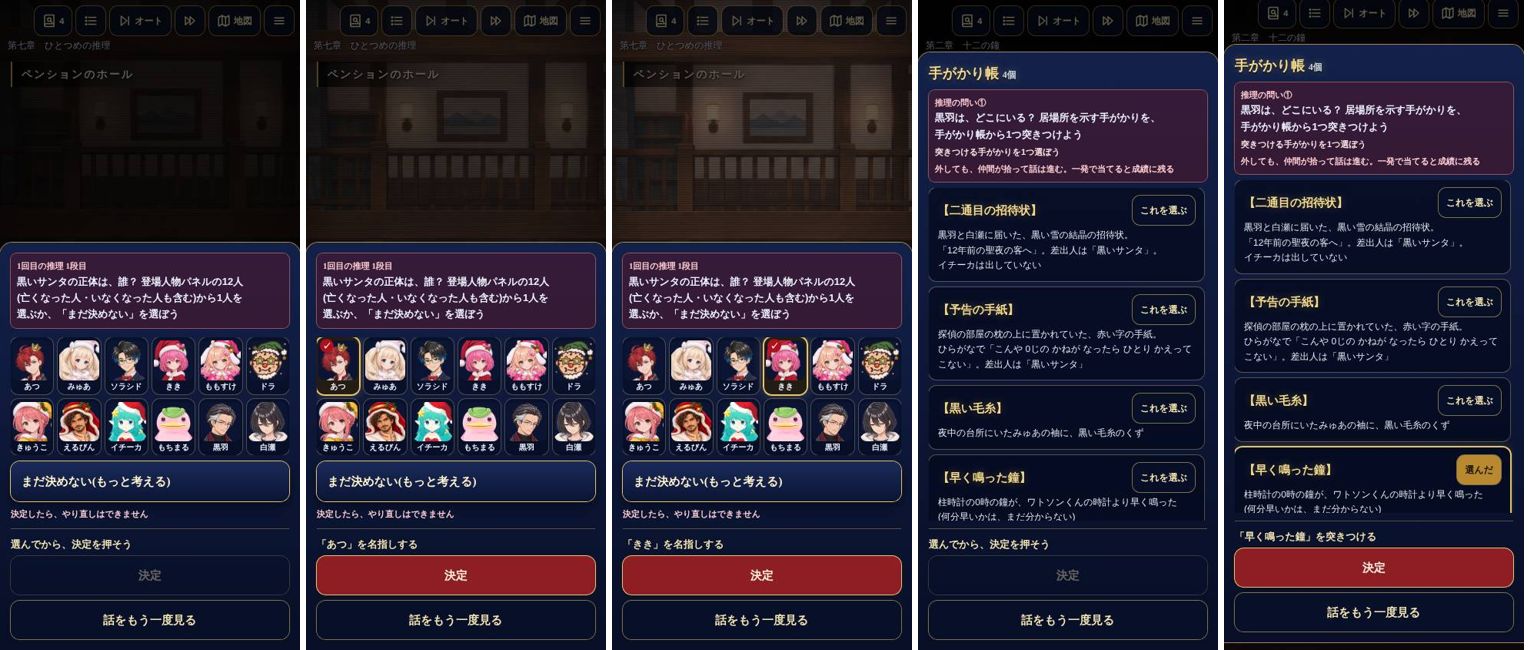 4
オート
地図
第七章　ひとつめの推理
ペンションのホール
1回目の推理 1段目
黒いサンタの正体は、誰？ 登場人物パネルの12人
(亡くなった人・いなくなった人も含む)から1人を
選ぶか、「まだ決めない」を選ぼう
あつ
みゅあ
ソラシド
きき
ももすけ
ドラ
きゅうこ
えるぴん
イチーカ
もちまる
黒羽
白瀬
まだ決めない(もっと考える)
決定したら、やり直しはできません
選んでから、決定を押そう
決定
話をもう一度見る
4
オート
地図
第七章　ひとつめの推理
ペンションのホール
1回目の推理 1段目
黒いサンタの正体は、誰？ 登場人物パネルの12人
(亡くなった人・いなくなった人も含む)から1人を
選ぶか、「まだ決めない」を選ぼう
あつ
みゅあ
ソラシド
きき
ももすけ
ドラ
きゅうこ
えるぴん
イチーカ
もちまる
黒羽
白瀬
まだ決めない(もっと考える)
決定したら、やり直しはできません
「あつ」を名指しする
決定
話をもう一度見る
4
オート
地図
第七章　ひとつめの推理
ペンションのホール
1回目の推理 1段目
黒いサンタの正体は、誰？ 登場人物パネルの12人
(亡くなった人・いなくなった人も含む)から1人を
選ぶか、「まだ決めない」を選ぼう
あつ
みゅあ
ソラシド
きき
ももすけ
ドラ
きゅうこ
えるぴん
イチーカ
もちまる
黒羽
白瀬
まだ決めない(もっと考える)
決定したら、やり直しはできません
「きき」を名指しする
決定
話をもう一度見る
4
オート
地図
第二章　十二の鐘
手がかり帳 4個
推理の問い①
黒羽は、どこにいる？ 居場所を示す手がかりを、
手がかり帳から1つ突きつけよう
突きつける手がかりを1つ選ぼう
外しても、仲間が拾って話は進む。一発で当てると成績に残る
【二通目の招待状】
これを選ぶ
黒羽と白瀬に届いた、黒い雪の結晶の招待状。
「12年前の聖夜の客へ」。差出人は「黒いサンタ」。
イチーカは出していない
【予告の手紙】
これを選ぶ
探偵の部屋の枕の上に置かれていた、赤い字の手紙。
ひらがなで「こんや 0じの かねが なったら ひとり かえって
こない」。差出人は「黒いサンタ」
【黒い毛糸】
これを選ぶ
夜中の台所にいたみゅあの袖に、黒い毛糸のくず
【早く鳴った鐘】
これを選ぶ
柱時計の0時の鐘が、ワトソンくんの時計より早く鳴った
(何分早いかは、まだ分からない)
選んでから、決定を押そう
決定
話をもう一度見る
4
オート
地図
第二章　十二の鐘
手がかり帳 4個
推理の問い①
黒羽は、どこにいる？ 居場所を示す手がかりを、
手がかり帳から1つ突きつけよう
突きつける手がかりを1つ選ぼう
外しても、仲間が拾って話は進む。一発で当てると成績に残る
【二通目の招待状】
これを選ぶ
黒羽と白瀬に届いた、黒い雪の結晶の招待状。
「12年前の聖夜の客へ」。差出人は「黒いサンタ」。
イチーカは出していない
【予告の手紙】
これを選ぶ
探偵の部屋の枕の上に置かれていた、赤い字の手紙。
ひらがなで「こんや 0じの かねが なったら ひとり かえって
こない」。差出人は「黒いサンタ」
【黒い毛糸】
これを選ぶ
夜中の台所にいたみゅあの袖に、黒い毛糸のくず
【早く鳴った鐘】
選んだ
柱時計の0時の鐘が、ワトソンくんの時計より早く鳴った
(何分早いかは、まだ分からない)
「早く鳴った鐘」を突きつける
決定
話をもう一度見る